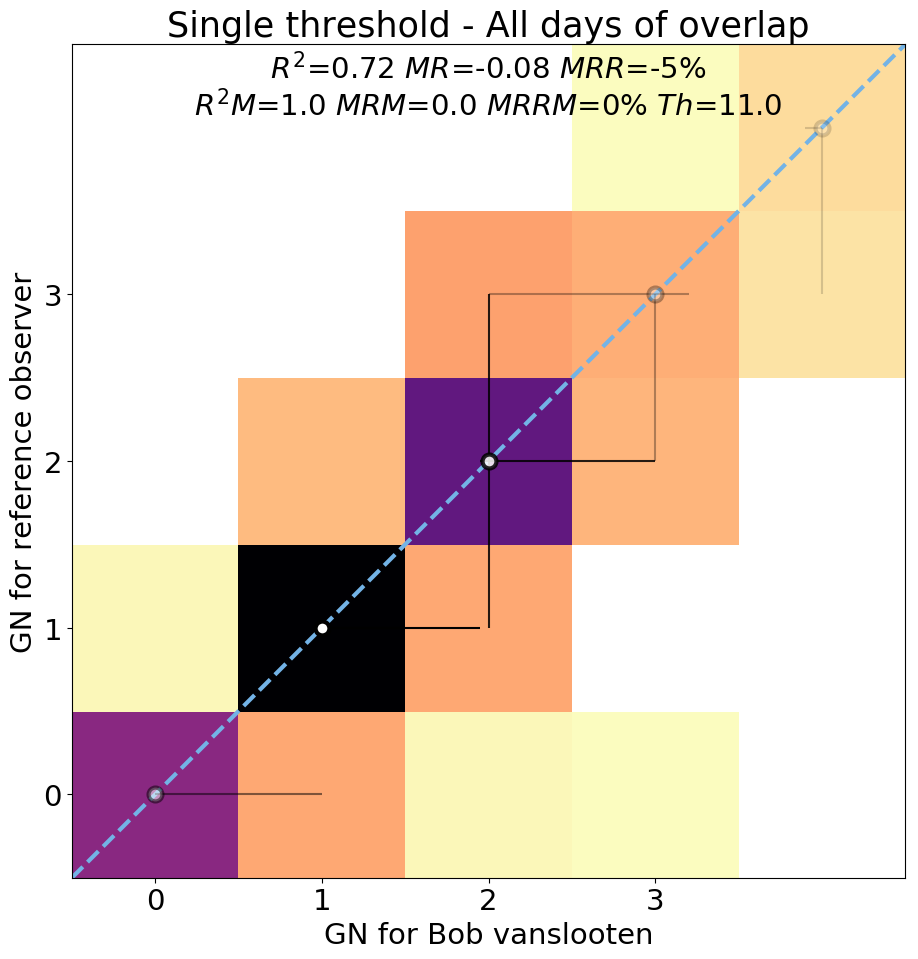 Single threshold - All days of overlap
R²=0.72 MR=-0.08 MRR=-5%
R²M=1.0 MRM=0.0 MRRM=0% Th=11.0
GN for reference observer
3
2
1
0
0 1 2 3
GN for Bob vanslooten